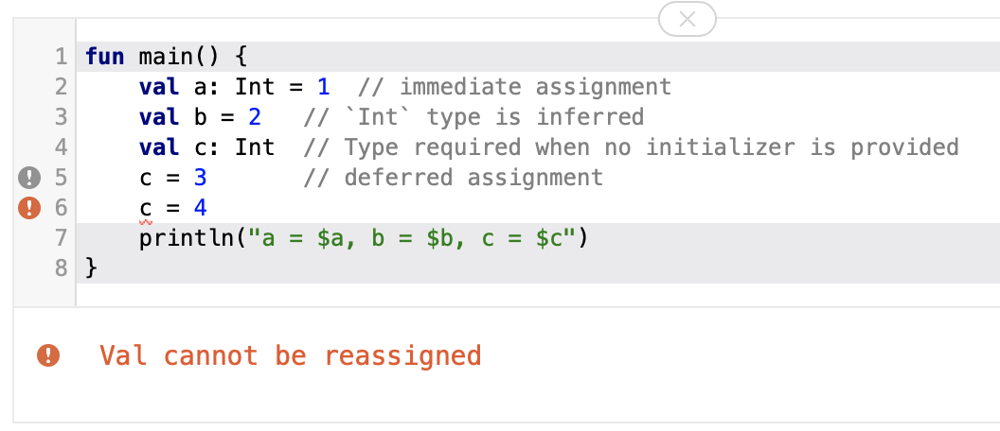 1 fun main() {
2     val a: Int = 1  // immediate assignment
3     val b = 2   // `Int` type is inferred
4     val c: Int  // Type required when no initializer is provided
5     c = 3       // deferred assignment
6     c = 4
7     println("a = $a, b = $b, c = $c")
8 }
Val cannot be reassigned